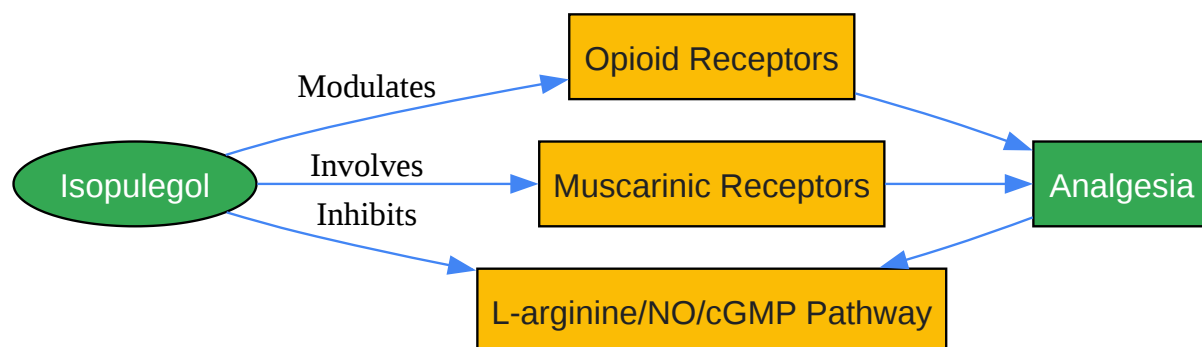 Opioid Receptors
Modulates
Involves
Isopulegol
Muscarinic Receptors
Analgesia
Inhibits
L-arginine/NO/cGMP Pathway